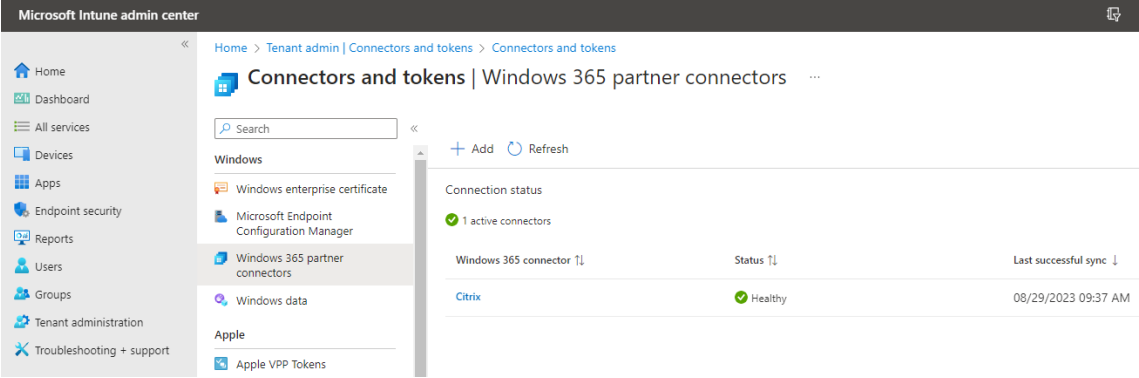 Microsoft Intune admin center
Home
Dashboard
All services
Devices
Apps
Endpoint security
Reports
Users
Groups
Tenant administration
Troubleshooting + support
Home > Tenant admin | Connectors and tokens > Connectors and tokens
Connectors and tokens | Windows 365 partner connectors ...
Search
Windows
Windows enterprise certificate
Microsoft Endpoint
Configuration Manager
Windows 365 partner
connectors
Windows data
Apple
Apple VPP Tokens
Add Refresh
Connection status
1 active connectors
Windows 365 connector ↑↓ Status ↑↓ Last successful sync ↓
Citrix Healthy 08/29/2023 09:37 AM